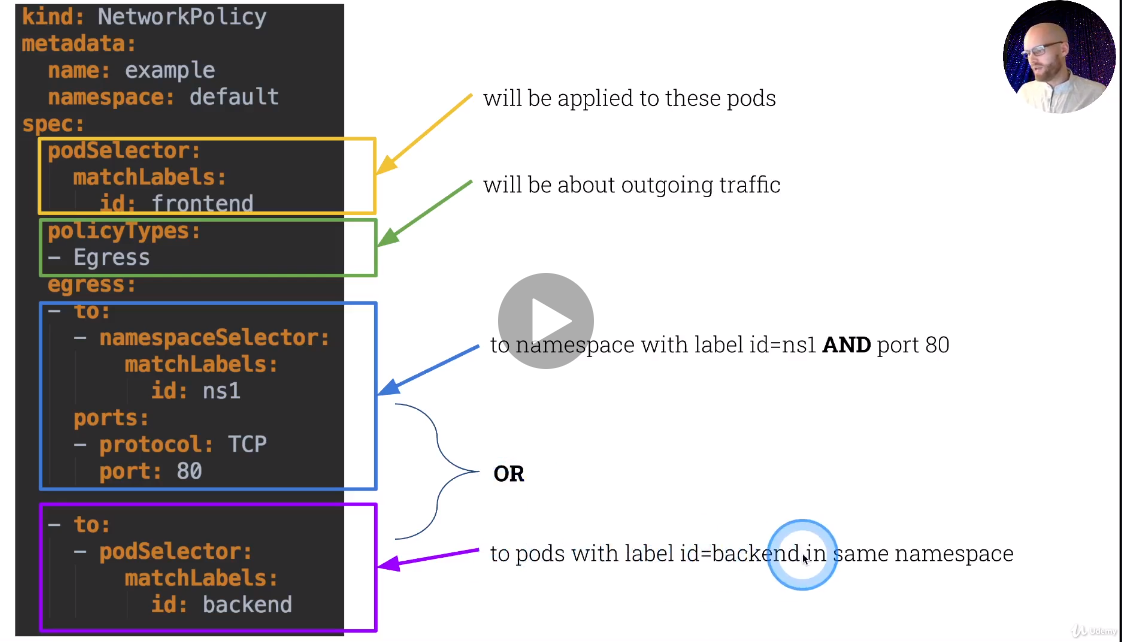 kind: NetworkPolicy
metadata:
name: example
namespace: default
spec:
podSelector:
matchLabels:
id: frontend
policyTypes:
- Egress
egress:
- to:
- namespaceSelector:
matchLabels:
id: ns1
ports:
- protocol: TCP
port: 80
- to:
- podSelector:
matchLabels:
id: backend
will be applied to these pods
will be about outgoing traffic
to namespace with label id=ns1 AND port 80
OR
to pods with label id=backend in same namespace
Udemy